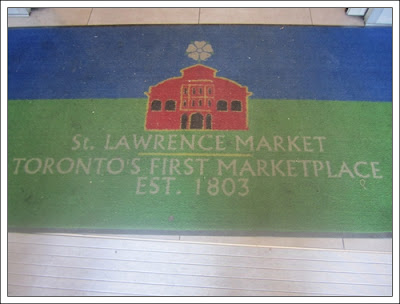 St. LAWRENCE MARKET
TORONTO'S FIRST MARKETPLACE
EST. 1803